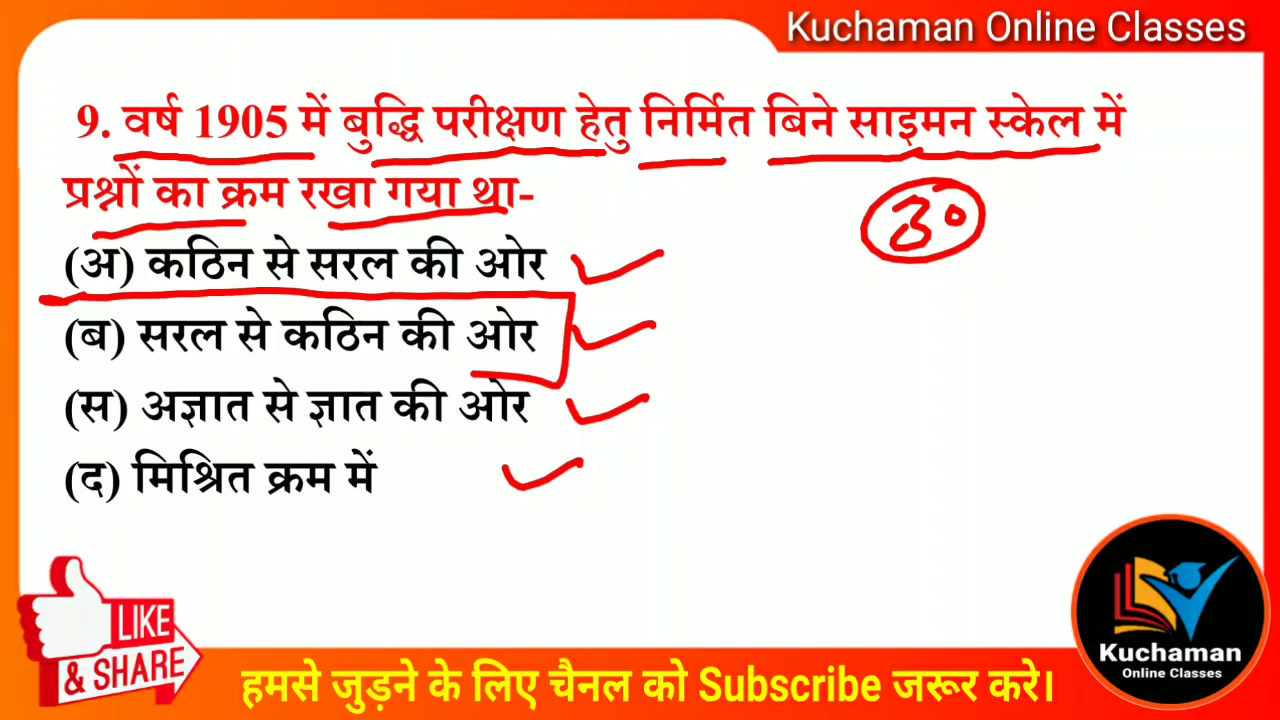 Kuchaman Online Classes
9. वर्ष 1905 में बुद्धि परीक्षण हेतु निर्मित बिने साइमन स्केल में
प्रश्नों का क्रम रखा गया था-
30
(अ) कठिन से सरल की ओर
(ब) सरल से कठिन की ओर
(स) अज्ञात से ज्ञात की ओर
(द) मिश्रित क्रम में
LIKE
& SHARE
हमसे जुड़ने के लिए चैनल को Subscribe जरूर करे।
Kuchaman
Online Classes